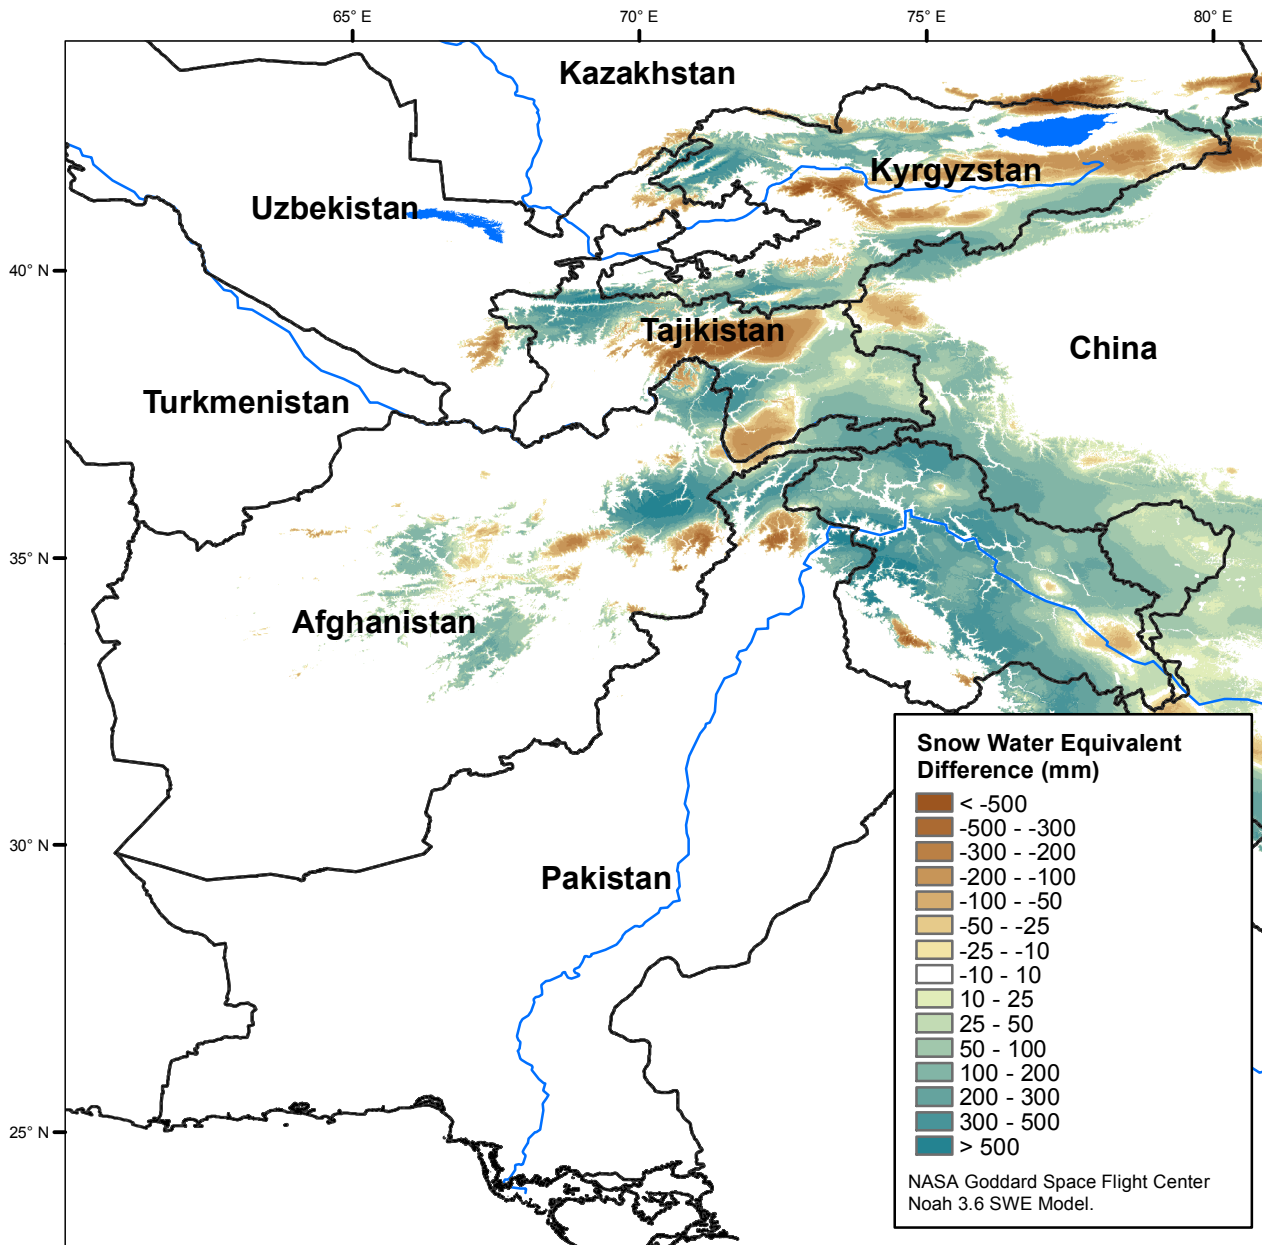 65° E
70° E
75° E
80° E
Kazakhstan
Kyrgyzstan
Uzbekistan
40° N
Tajikistan
China
Turkmenistan
35° N
Afghanistan
Snow Water Equivalent
Difference (mm)
< -500
-500 - -300
-300 - -200
-200 - -100
-100 - -50
-50 - -25
-25 - -10
-10 - 10
10 - 25
25 - 50
50 - 100
100 - 200
200 - 300
300 - 500
> 500
NASA Goddard Space Flight Center
Noah 3.6 SWE Model.
30° N
Pakistan
25° N